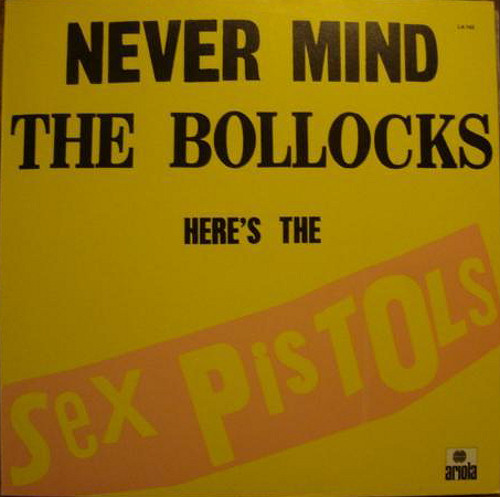 NEVER MIND
THE BOLLOCKS
HERE'S THE
Sex PisTOls
ariola